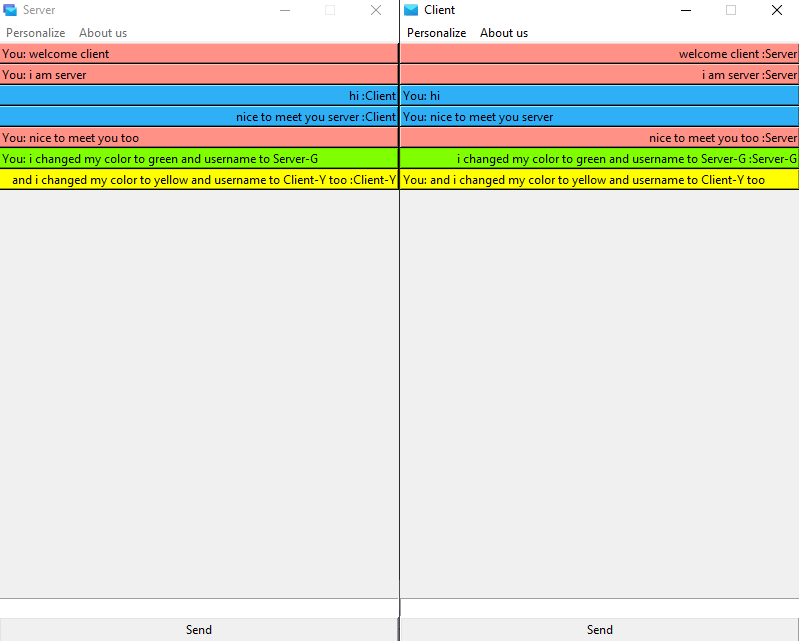 Server
Personalize About us
You: welcome client
You: i am server
hi :Client
nice to meet you server :Client
You: nice to meet you too
You: i changed my color to green and username to Server-G
and i changed my color to yellow and username to Client-Y too :Client-Y
Send
Client
Personalize About us
welcome client :Server
i am server :Server
You: hi
You: nice to meet you server
nice to meet you too :Server
i changed my color to green and username to Server-G :Server-G
You: and i changed my color to yellow and username to Client-Y too
Send